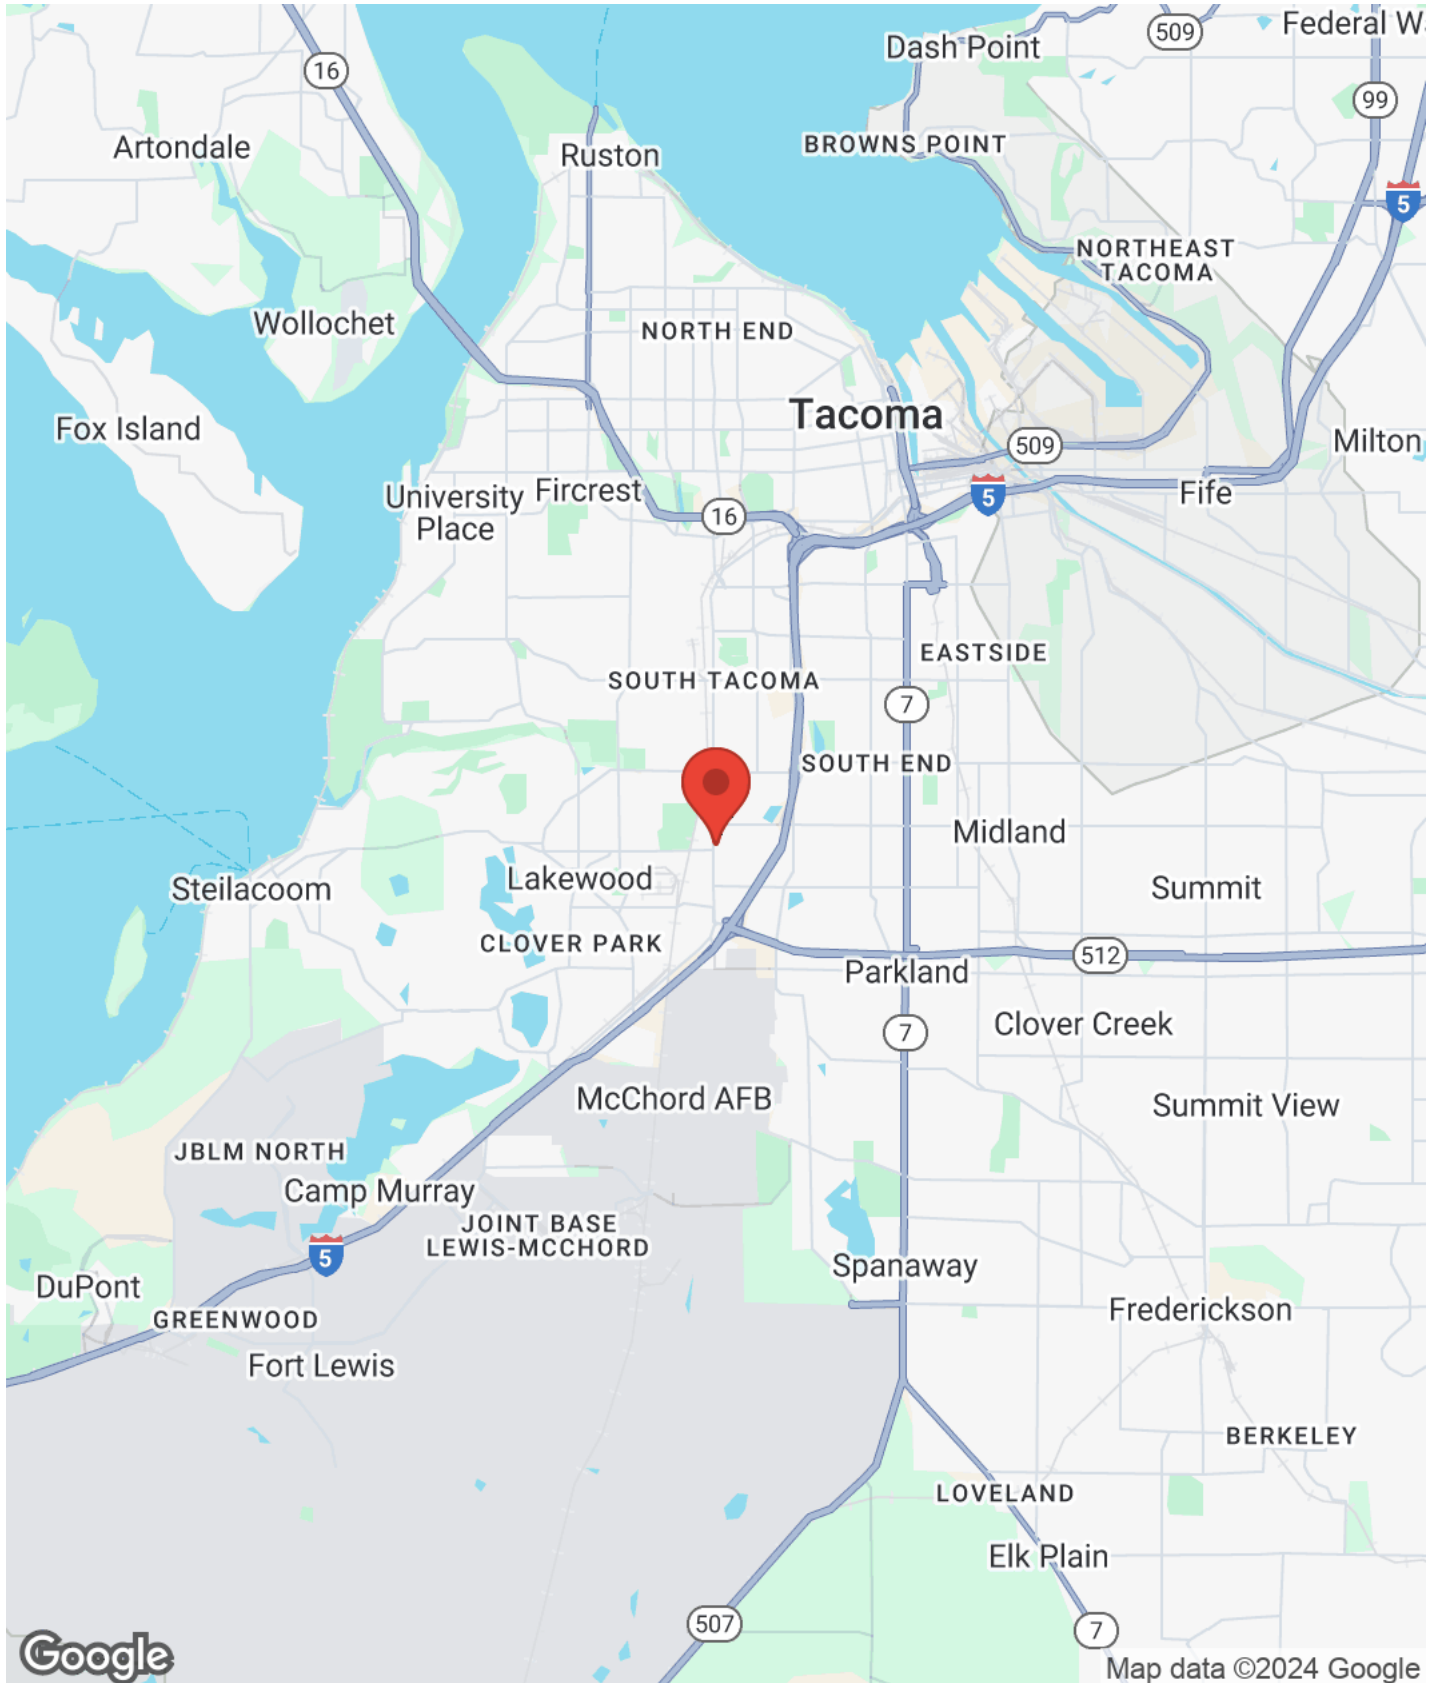 Federal W
509
Dash Point
16
99
Artondale
BROWNS POINT
Ruston
5
NORTHEAST
TACOMA
Wollochet
NORTH END
Tacoma
Fox Island
509
Milton
University
Place
Fircrest
16
5
Fife
EASTSIDE
SOUTH TACOMA
7
SOUTH END
Midland
Lakewood
Steilacoom
Summit
CLOVER PARK
512
Parkland
7
Clover Creek
McChord AFB
Summit View
JBLM NORTH
Camp Murray
JOINT BASE
LEWIS-MCCHORD
5
Spanaway
DuPont
Frederickson
GREENWOOD
Fort Lewis
BERKELEY
LOVELAND
Elk Plain
507
7
Google
Map data ©2024 Google